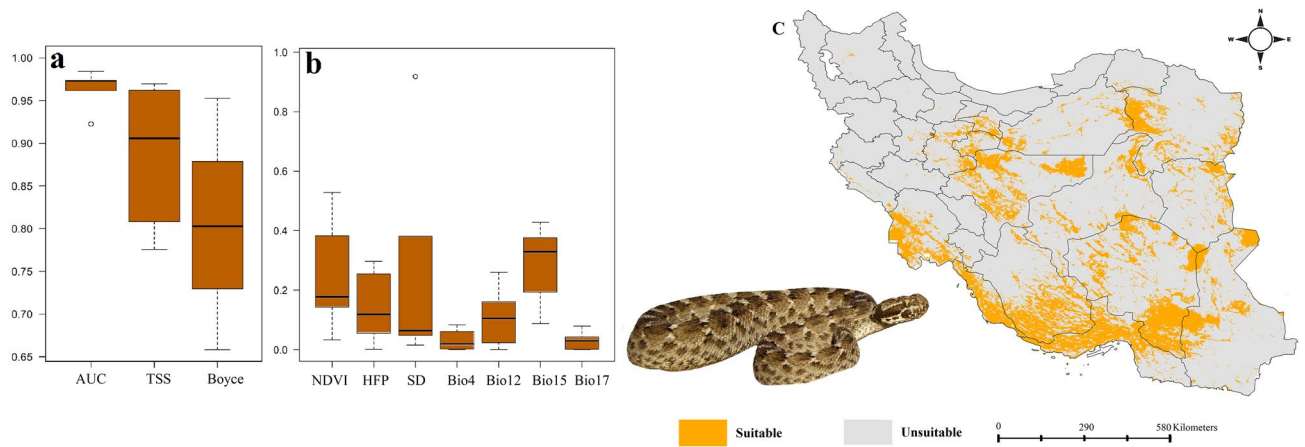 a
1.00
0.95
0.90
0.85
0.80
0.75
0.70
0.65
AUC TSS Boyce
b
1.0
0.8
0.6
0.4
0.2
0.0
NDVI HFP SD Bio4 Bio12 Bio15 Bio17
C
N
W E
S
Suitable
Unsuitable
0 290 580 Kilometers